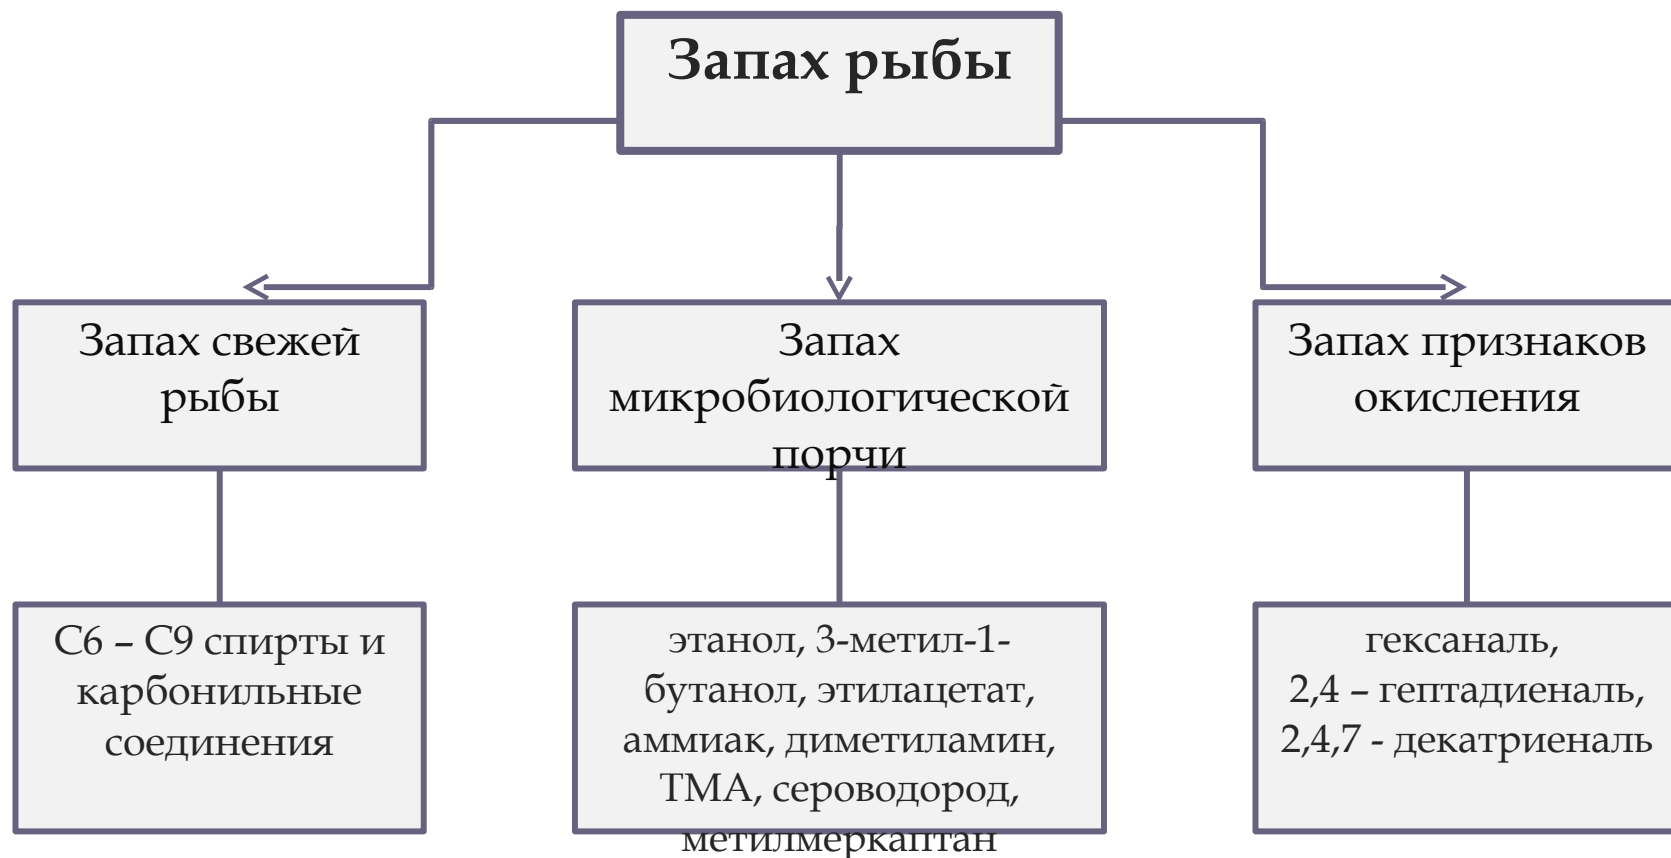 Запах рыбы
Запах свежей
рыбы
Запах
микробиологической
порчи
Запах признаков
окисления
С6 – С9 спирты и
карбонильные
соединения
этанол, 3-метил-1-
бутанол, этилацетат,
аммиак, диметиламин,
ТМА, сероводород,
метилмеркаптан
гексаналь,
2,4 – гептадиеналь,
2,4,7 - декатриеналь